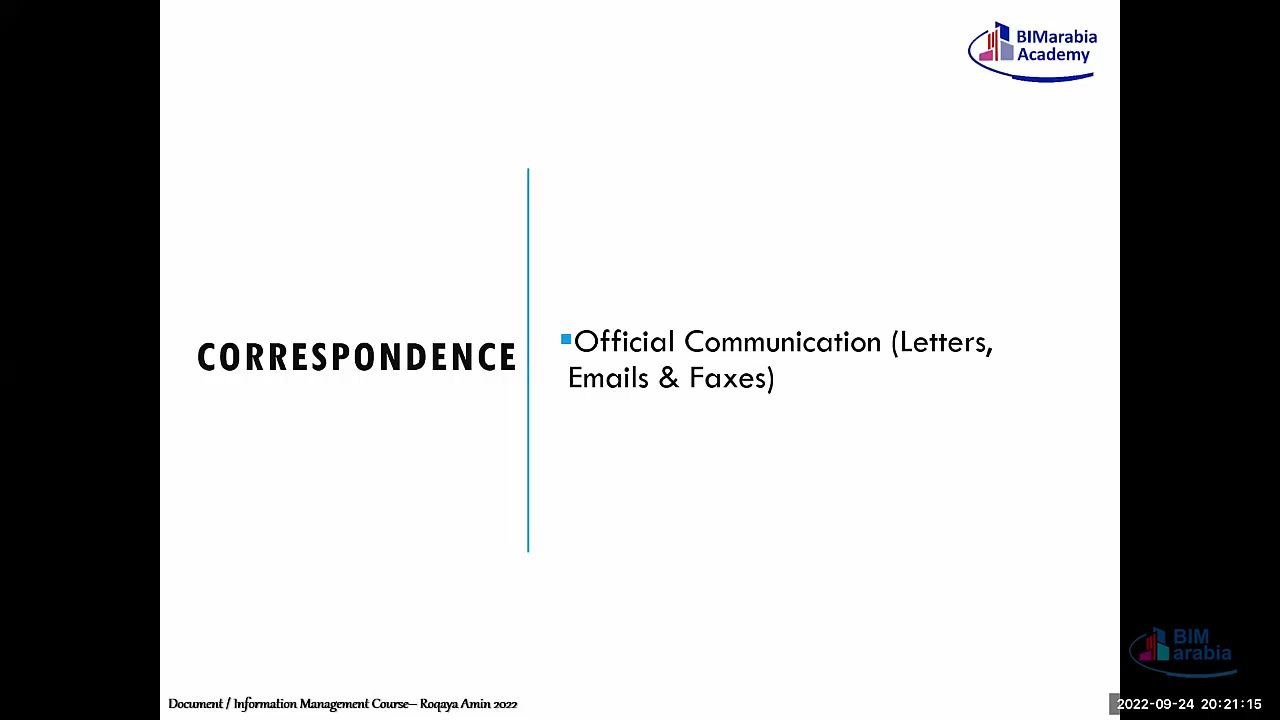 BIMarabia
Academy
CORRESPONDENCE
Official Communication (Letters,
Emails & Faxes)
BIM
arabia
Document / Information Management Course– Roqaya Amin 2022
2022-09-24 20:21:15